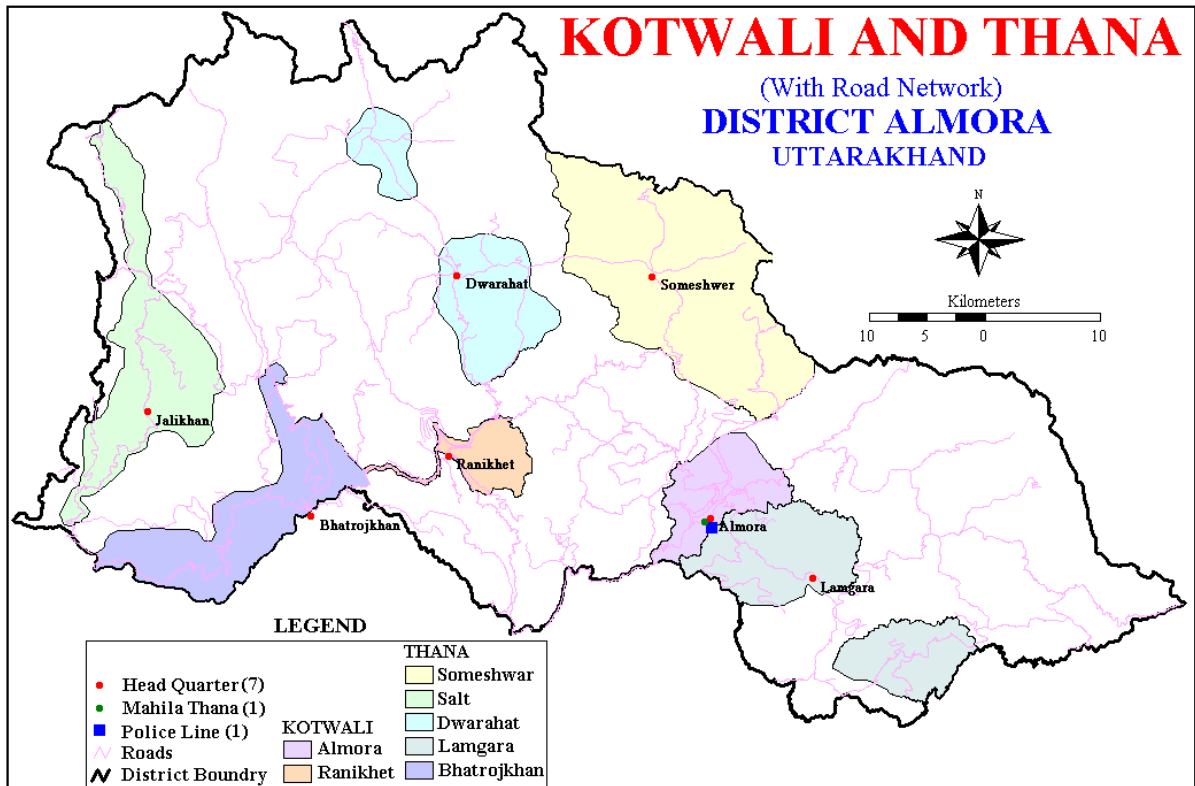 KOTWALI AND THANA
(With Road Network)
DISTRICT ALMORA
UTTARAKHAND
N
Kilometers
10 5 0 10
Dwarahat
Someshwer
Jalikhan
Ranikhet
Bhatrojkhan
Almora
Lamgara
LEGEND
Head Quarter (7)
Mahila Thana (1)
Police Line (1)
Roads
District Boundry
KOTWALI
Almora
Ranikhet
THANA
Someshwar
Salt
Dwarahat
Lamgara
Bhatrojkhan